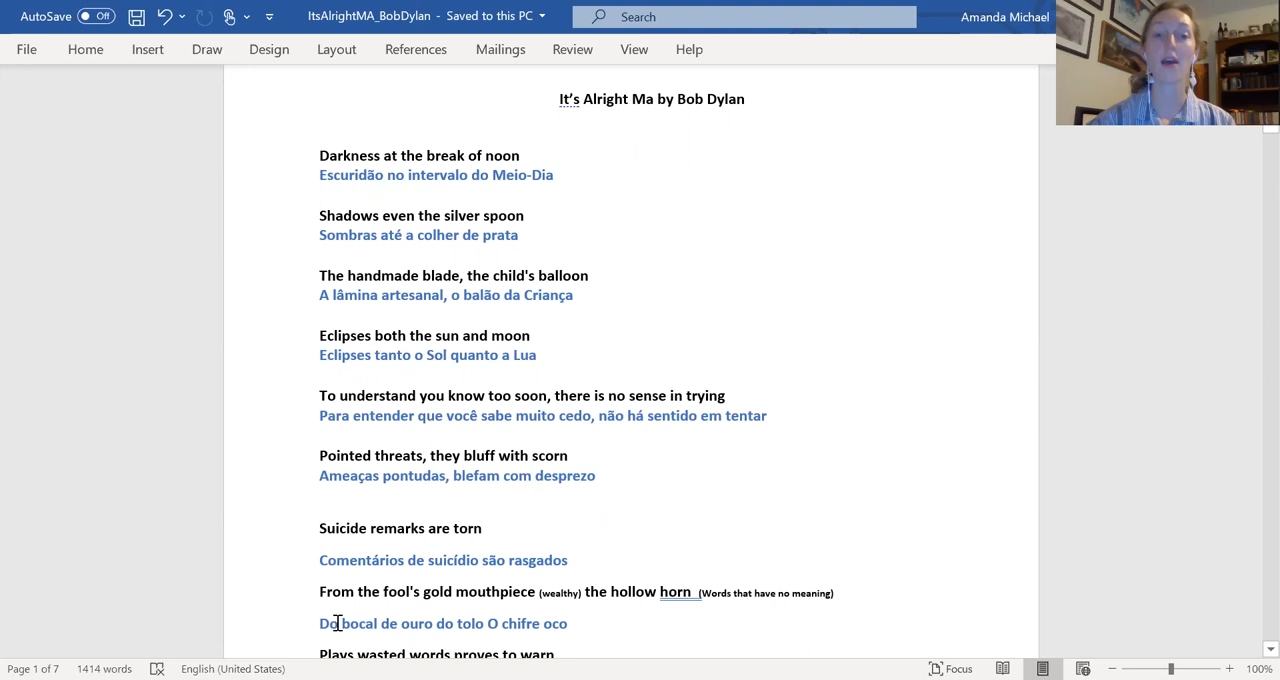 AutoSave Off ItsAlrightMA_BobDylan - Saved to this PC Search Amanda Michael
File Home Insert Draw Design Layout References Mailings Review View Help
It's Alright Ma by Bob Dylan
Darkness at the break of noon
Escuridão no intervalo do Meio-Dia
Shadows even the silver spoon
Sombras até a colher de prata
The handmade blade, the child's balloon
A lâmina artesanal, o balão da Criança
Eclipses both the sun and moon
Eclipses tanto o Sol quanto a Lua
To understand you know too soon, there is no sense in trying
Para entender que você sabe muito cedo, não há sentido em tentar
Pointed threats, they bluff with scorn
Ameaças pontudas, blefam com desprezo
Suicide remarks are torn
Comentários de suicídio são rasgados
From the fool's gold mouthpiece (wealthy) the hollow horn (Words that have no meaning)
Do bocal de ouro do tolo O chifre oco
Plays wasted words proves to warn
Page 1 of 7 1414 words English (United States) Focus 100%